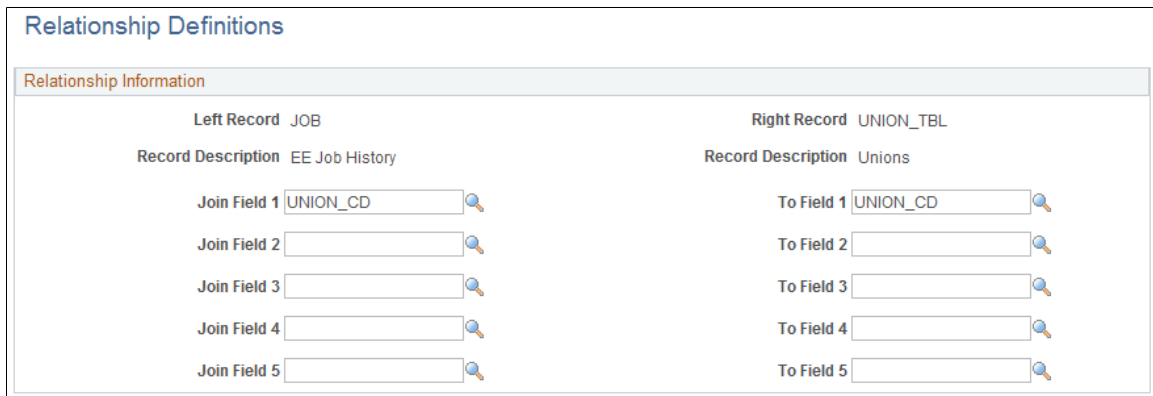 Relationship Definitions
Relationship Information
Left Record JOB Right Record UNION_TBL
Record Description EE Job History Record Description Unions
Join Field 1 UNION_CD To Field 1 UNION_CD
Join Field 2 To Field 2
Join Field 3 To Field 3
Join Field 4 To Field 4
Join Field 5 To Field 5